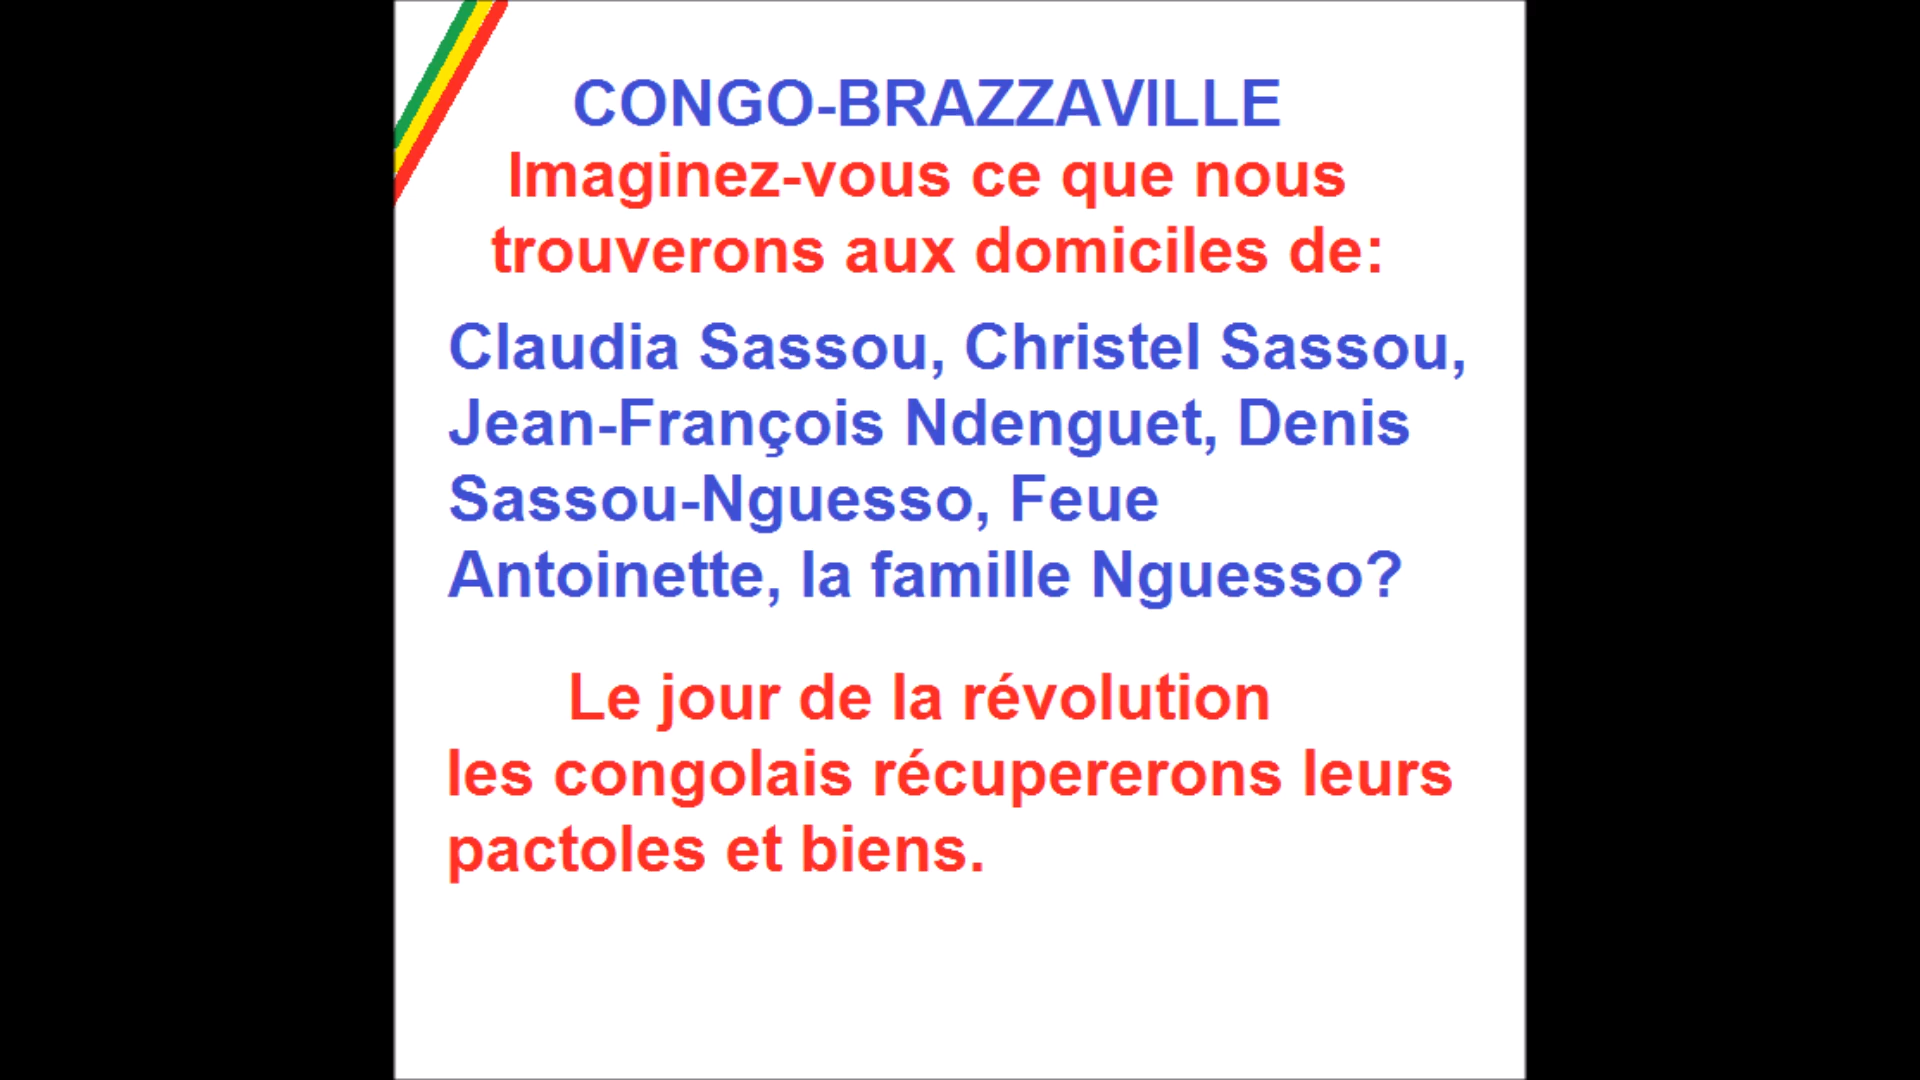 CONGO-BRAZZAVILLE
Imaginez-vous ce que nous
trouverons aux domiciles de:
Claudia Sassou, Christel Sassou,
Jean-François Ndenguet, Denis
Sassou-Nguesso, Feue
Antoinette, la famille Nguesso?
Le jour de la révolution
les congolais récupererons leurs
pactoles et biens.